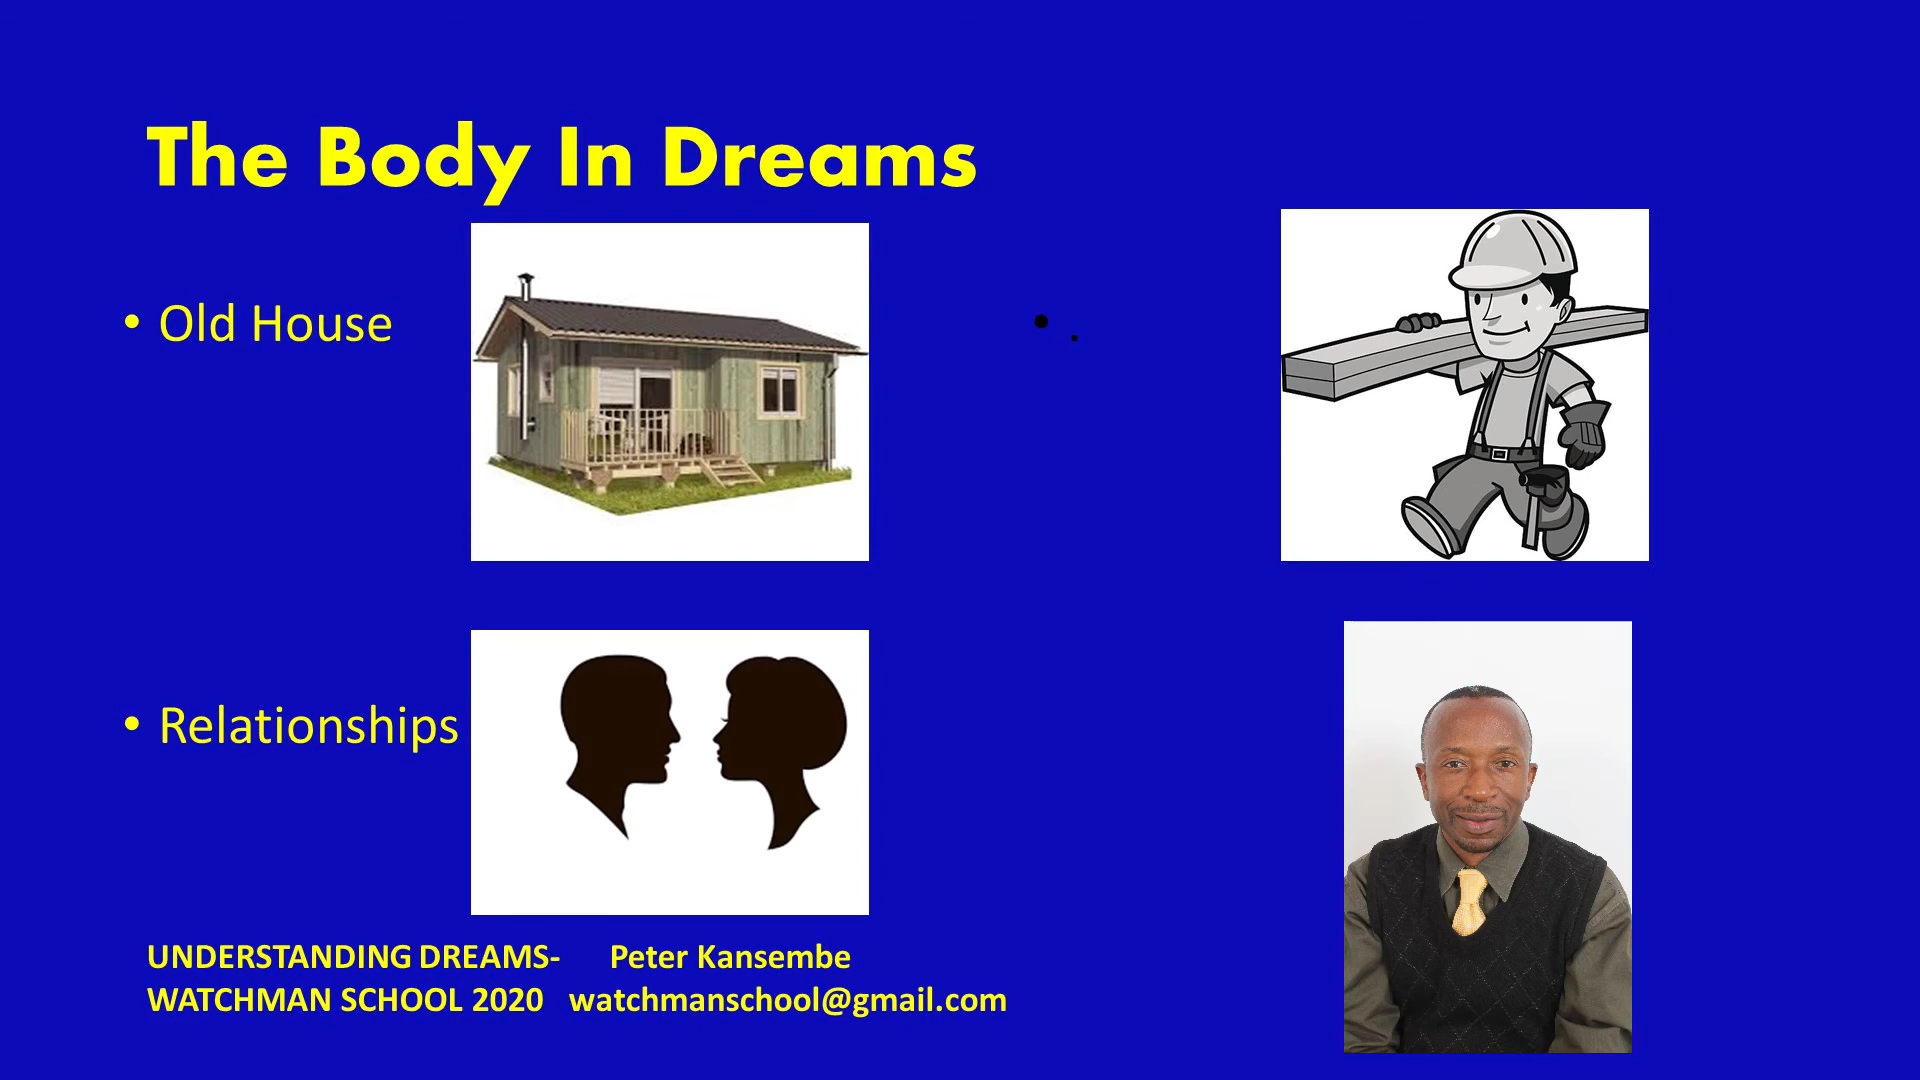 The Body In Dreams
• Old House
• Relationships
UNDERSTANDING DREAMS- Peter Kansembe
WATCHMAN SCHOOL 2020 watchmanschool@gmail.com